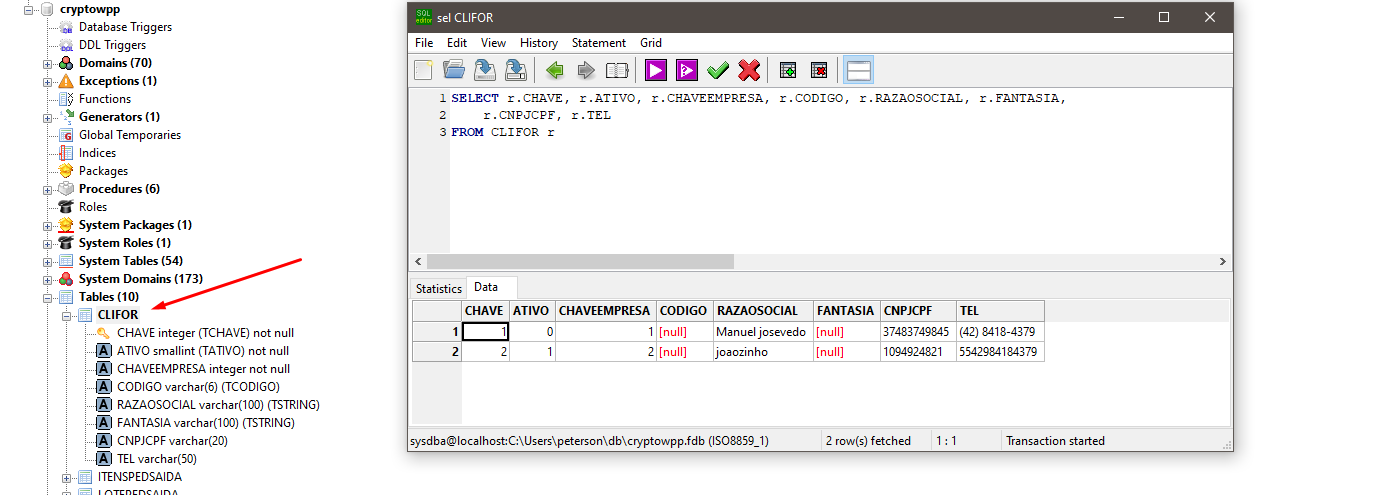 cryptowpp
Database Triggers
DDL Triggers
Domains (70)
Exceptions (1)
Functions
Generators (1)
Global Temporaries
Indices
Packages
Procedures (6)
Roles
System Packages (1)
System Roles (1)
System Tables (54)
System Domains (173)
Tables (10)
CLIFOR
CHAVE integer (TCHAVE) not null
ATIVO smallint (TATIVO) not null
CHAVEEMPRESA integer not null
CODIGO varchar(6) (TCODIGO)
RAZAOSOCIAL varchar(100) (TSTRING)
FANTASIA varchar(100) (TSTRING)
CNPJCPF varchar(20)
TEL varchar(50)
ITENSPEDSAIDA
LOTEPEDSAIDA
SQL editor
sel CLIFOR
File Edit View History Statement Grid
1 SELECT r.CHAVE, r.ATIVO, r.CHAVEEMPRESA, r.CODIGO, r.RAZAOSOCIAL, r.FANTASIA,
2 r.CNPJCPF, r.TEL
3 FROM CLIFOR r
Statistics Data
CHAVE ATIVO CHAVEEMPRESA CODIGO RAZAOSOCIAL FANTASIA CNPJCPF TEL
1 1 0 1 [null] Manuel josevedo [null] 37483749845 (42) 8418-4379
2 2 1 2 [null] joaozinho [null] 1094924821 5542984184379
sysdba@localhost:C:\Users\peterson\db\cryptowpp.fdb (ISO8859_1) 2 row(s) fetched 1 : 1 Transaction started